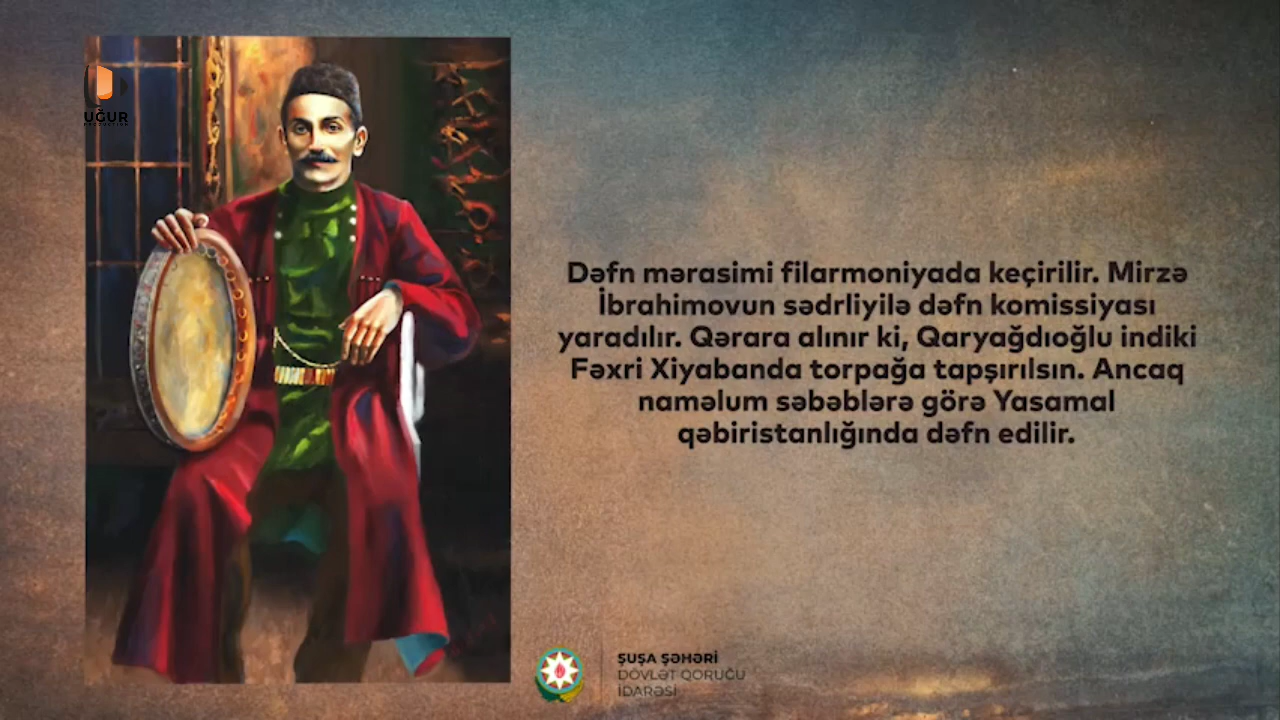 UĞUR
Dəfn mərasimi filarmoniyada keçirilir. Mirzə
İbrahimovun sədrliyilə dəfn komissiyası
yaradılır. Qərara alınır ki, Qaryağdıoğlu indiki
Fəxri Xiyabanda torpağa tapşırılsın. Ancaq
naməlum səbəblərə görə Yasamal
qəbiristanlığında dəfn edilir.
ŞUŞA ŞƏHƏRİ
DÖVLƏT QORUĞU
İDARƏSİ